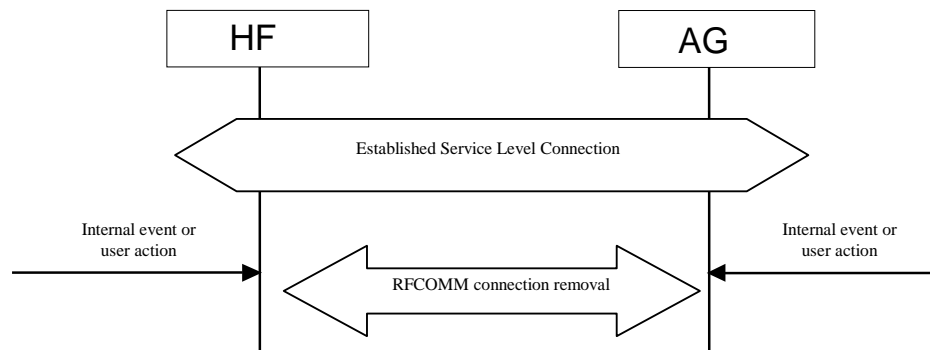 HF
AG
Established Service Level Connection
Internal event or
user action
Internal event or
user action
RFCOMM connection removal